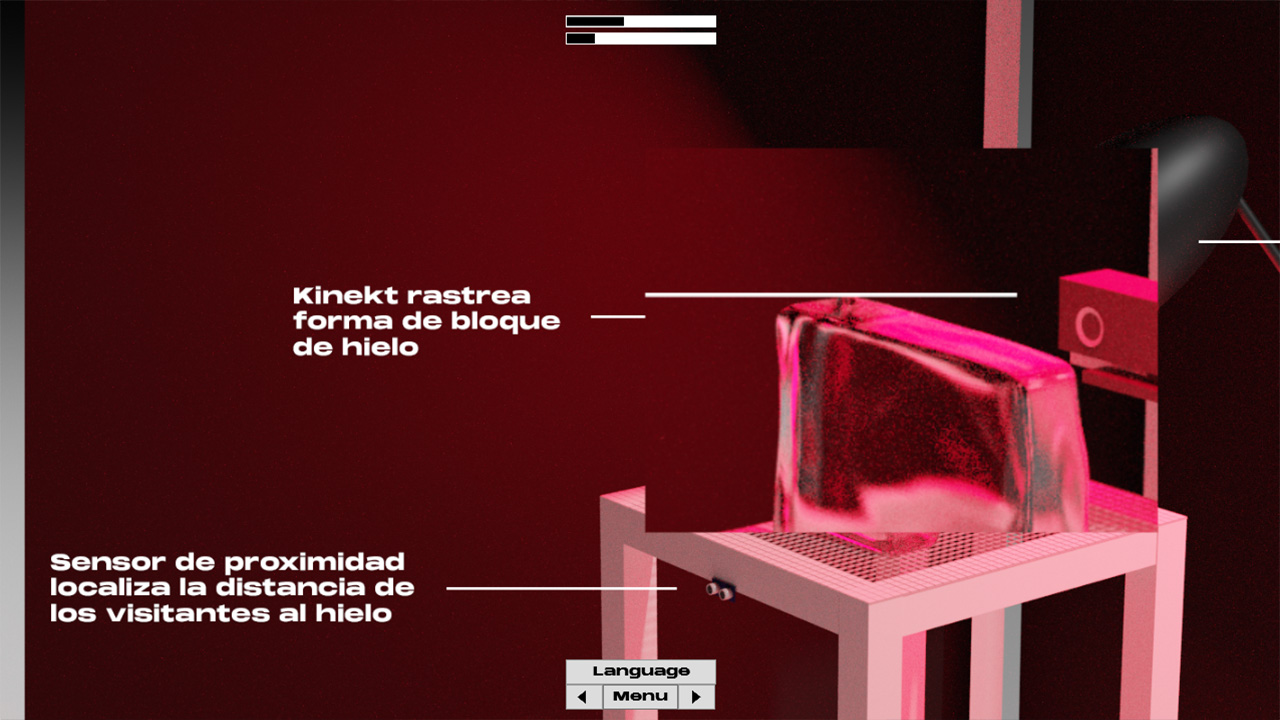 Kinekt rastrea
forma de bloque
de hielo
Sensor de proximidad
localiza la distancia de
los visitantes al hielo
Language
Menu